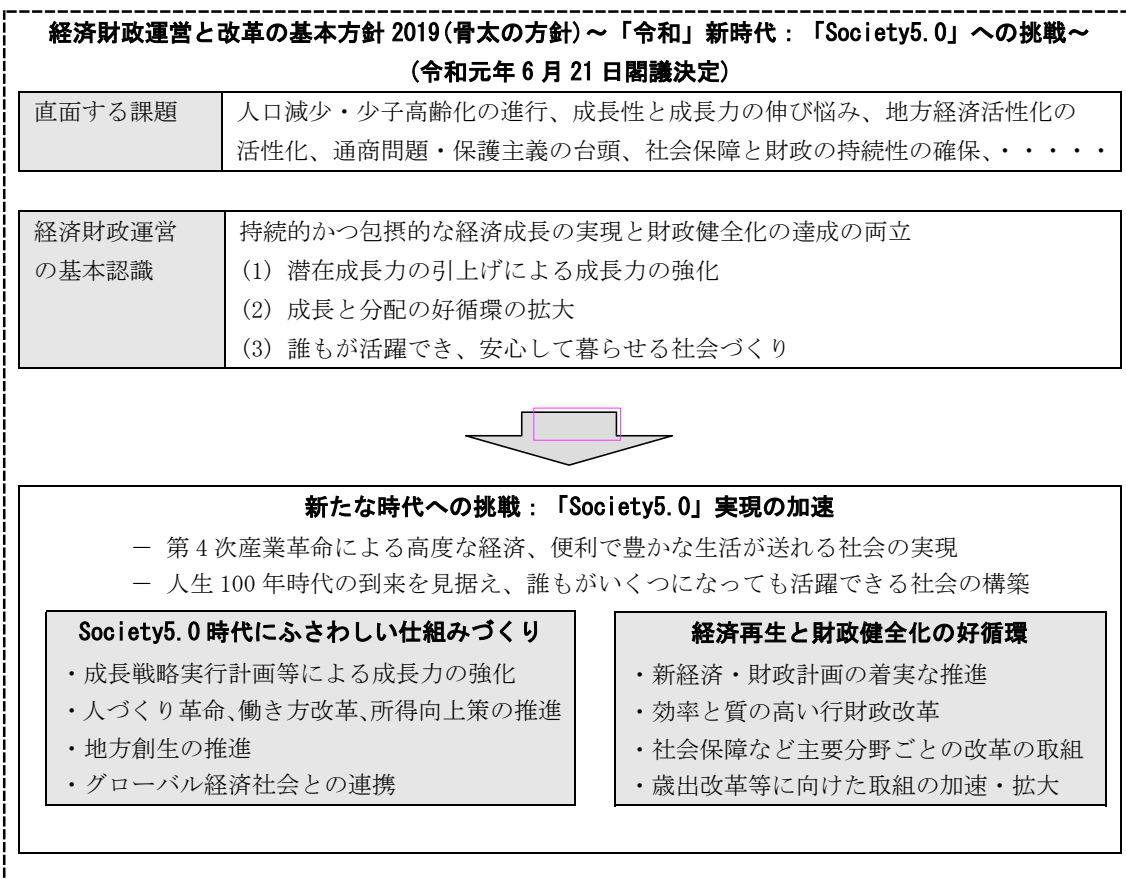 経済財政運営と改革の基本方針 2019(骨太の方針)～「令和」新時代：「Society5.0」への挑戦～
(令和元年 6 月 21 日閣議決定)
直面する課題
人口減少・少子高齢化の進行、成長性と成長力の伸び悩み、地方経済活性化の
活性化、通商問題・保護主義の台頭、社会保障と財政の持続性の確保、・・・・・
経済財政運営
の基本認識
持続的かつ包摂的な経済成長の実現と財政健全化の達成の両立
(1) 潜在成長力の引上げによる成長力の強化
(2) 成長と分配の好循環の拡大
(3) 誰もが活躍でき、安心して暮らせる社会づくり
新たな時代への挑戦：「Society5.0」実現の加速
－ 第 4 次産業革命による高度な経済、便利で豊かな生活が送れる社会の実現
－ 人生 100 年時代の到来を見据え、誰もがいくつになっても活躍できる社会の構築
Society5.0 時代にふさわしい仕組みづくり
・成長戦略実行計画等による成長力の強化
・人づくり革命、働き方改革、所得向上策の推進
・地方創生の推進
・グローバル経済社会との連携
経済再生と財政健全化の好循環
・新経済・財政計画の着実な推進
・効率と質の高い行財政改革
・社会保障など主要分野ごとの改革の取組
・歳出改革等に向けた取組の加速・拡大